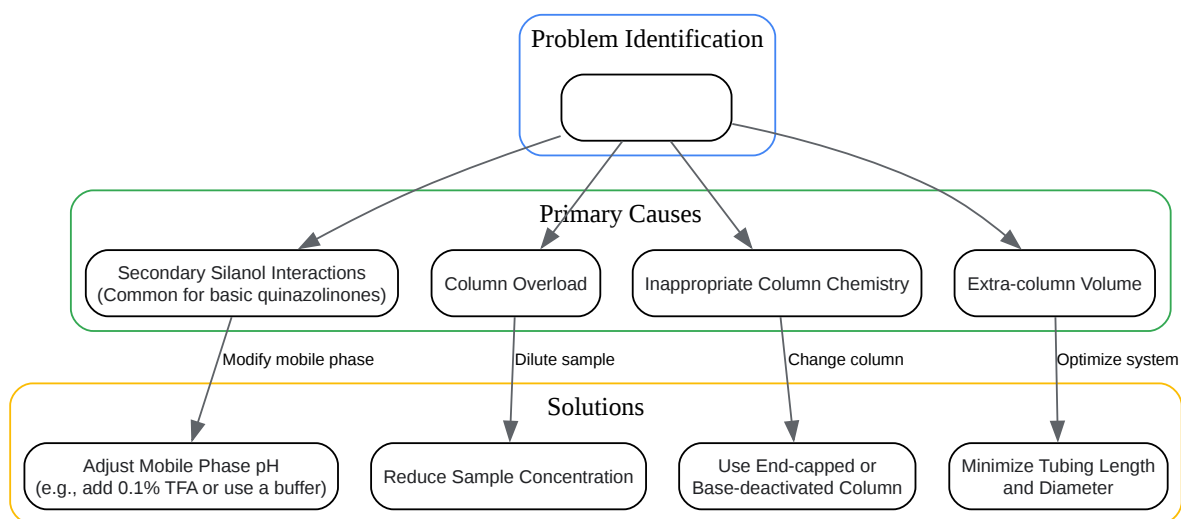 Problem Identification
Primary Causes
Secondary Silanol Interactions
(Common for basic quinazolinones)
Column Overload
Inappropriate Column Chemistry
Extra-column Volume
Modify mobile phase
Dilute sample
Change column
Optimize system
Solutions
Adjust Mobile Phase pH
(e.g., add 0.1% TFA or use a buffer)
Reduce Sample Concentration
Use End-capped or
Base-deactivated Column
Minimize Tubing Length
and Diameter